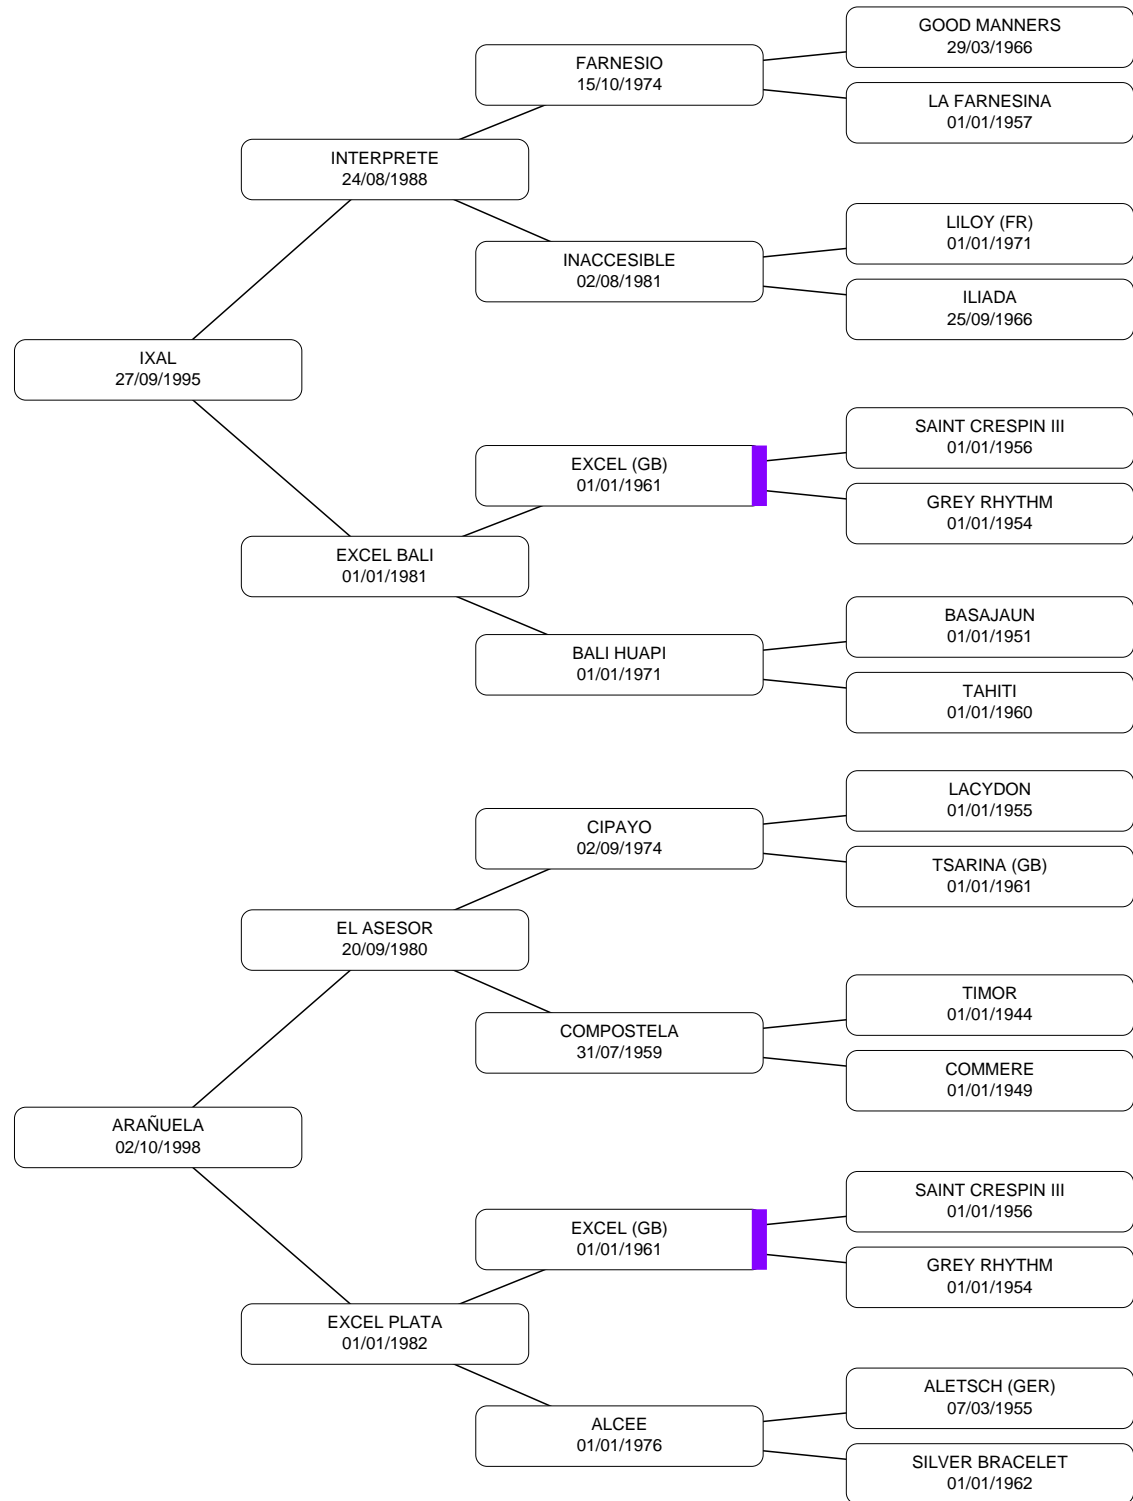 GOOD MANNERS
29/03/1966
FARNESIO
15/10/1974
LA FARNESINA
01/01/1957
INTERPRETE
24/08/1988
LILOY (FR)
01/01/1971
INACCESIBLE
02/08/1981
ILIADA
25/09/1966
IXAL
27/09/1995
SAINT CRESPIN III
01/01/1956
EXCEL (GB)
01/01/1961
GREY RHYTHM
01/01/1954
EXCEL BALI
01/01/1981
BASAJAUN
01/01/1951
BALI HUAPI
01/01/1971
TAHITI
01/01/1960
LACYDON
01/01/1955
CIPAYO
02/09/1974
TSARINA (GB)
01/01/1961
EL ASESOR
20/09/1980
TIMOR
01/01/1944
COMPOSTELA
31/07/1959
COMMERE
01/01/1949
ARAÑUELA
02/10/1998
SAINT CRESPIN III
01/01/1956
EXCEL (GB)
01/01/1961
GREY RHYTHM
01/01/1954
EXCEL PLATA
01/01/1982
ALETSCH (GER)
07/03/1955
ALCEE
01/01/1976
SILVER BRACELET
01/01/1962